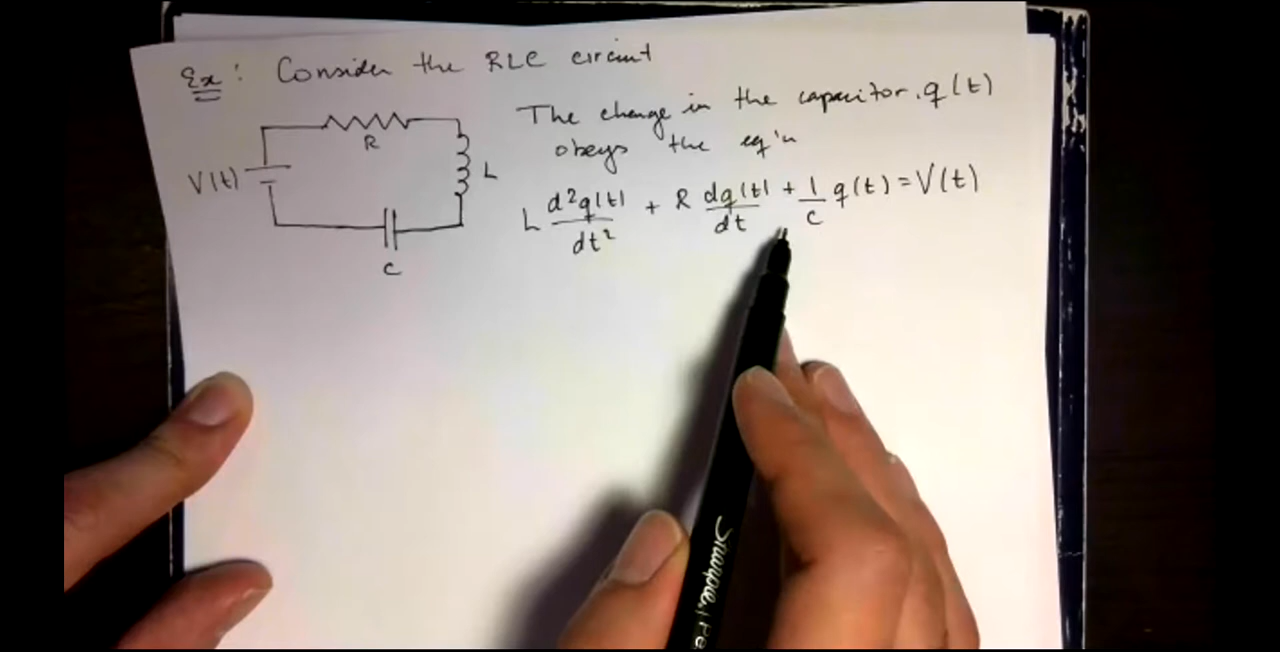 Ex: Consider the RLC circuit
The change in the capacitor, q(t)
obeys the eq'n
R
L
V(t)
C
L d²q(t)/dt² + R dq(t)/dt + 1/C q(t) = V(t)
Sharpie